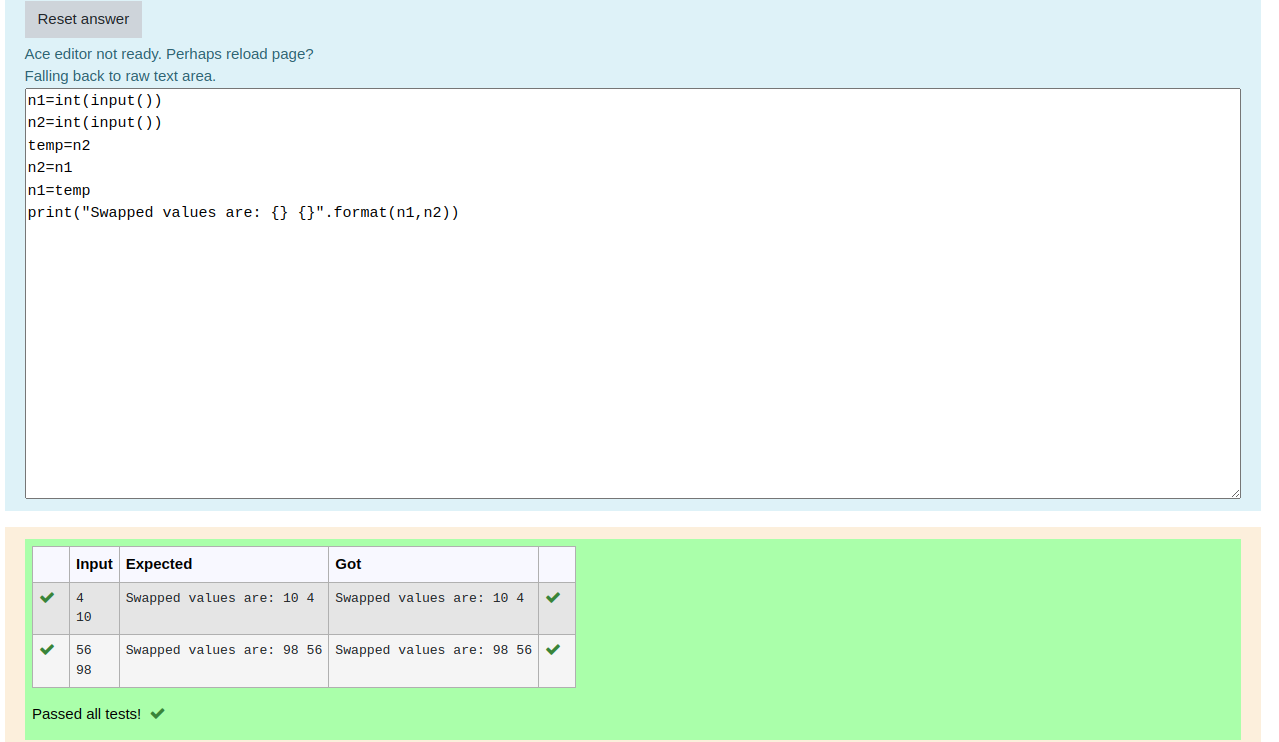 Reset answer
Ace editor not ready. Perhaps reload page?
Falling back to raw text area.
n1=int(input())
n2=int(input())
temp=n2
n2=n1
n1=temp
print("Swapped values are: {} {}".format(n1,n2))
Input Expected Got
4 Swapped values are: 10 4 Swapped values are: 10 4
10
56 Swapped values are: 98 56 Swapped values are: 98 56
98
Passed all tests!